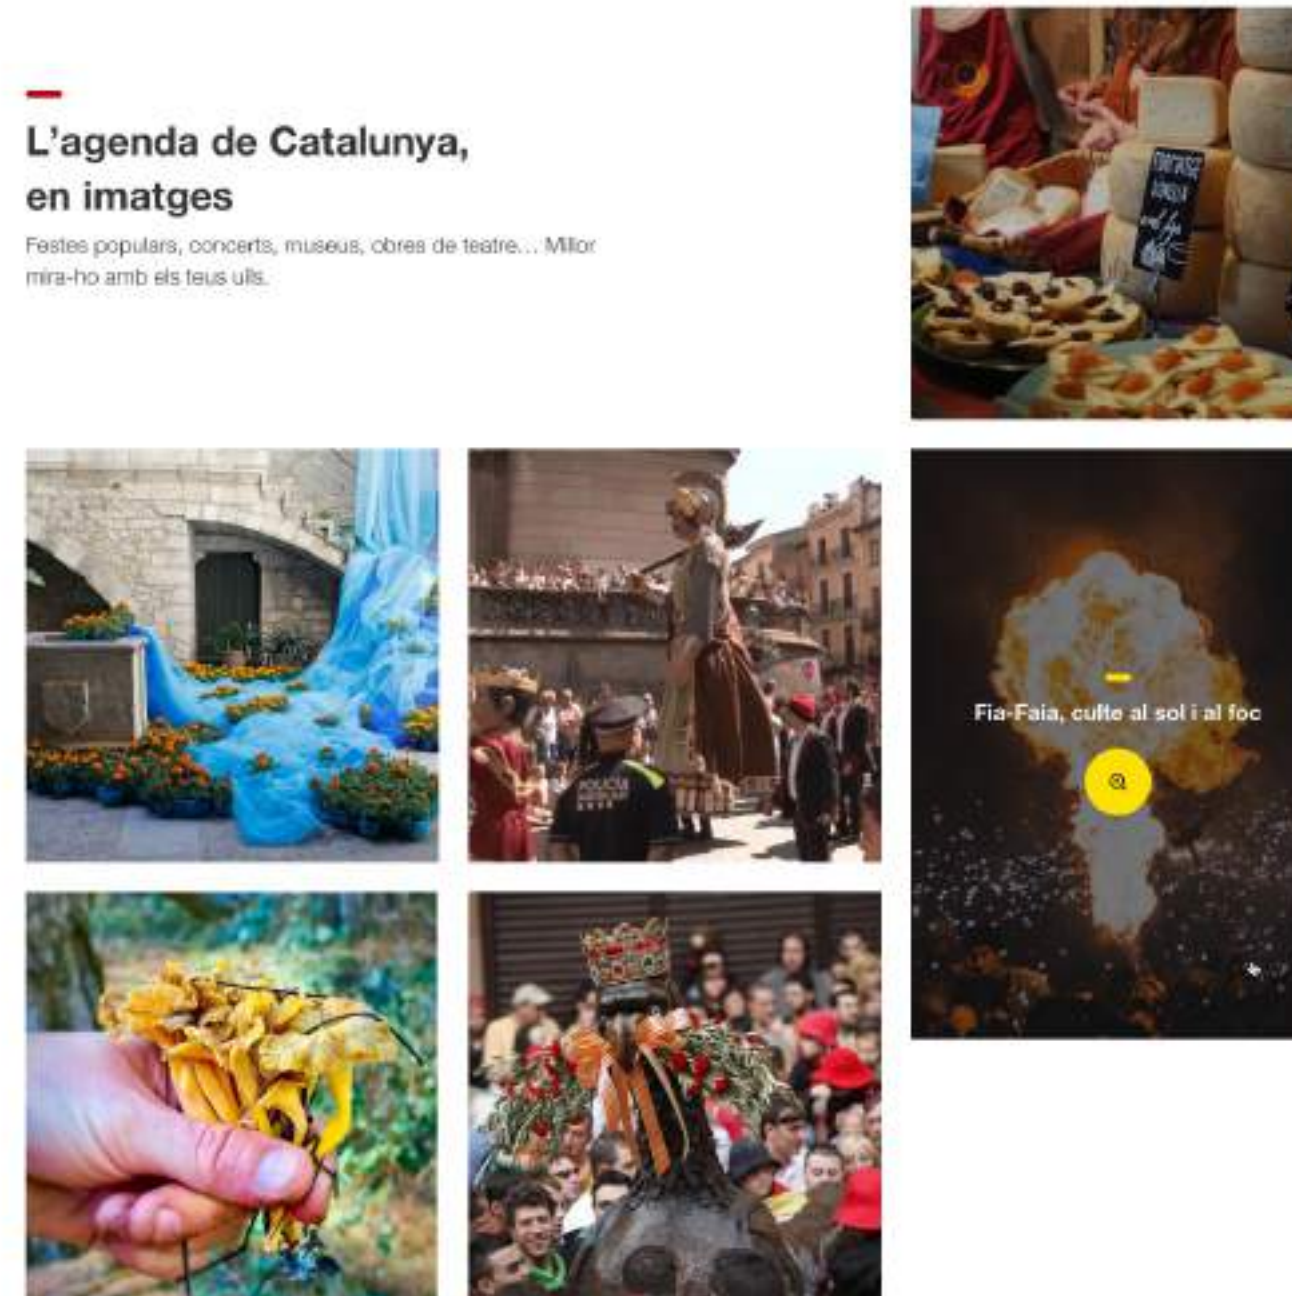 L'agenda de Catalunya,
en imatges
Festes populars, concerts, museus, obres de teatre... Millor
mira-ho amb els teus ulls.
POLICIA
Fia-Faia, culte al sol i al foc